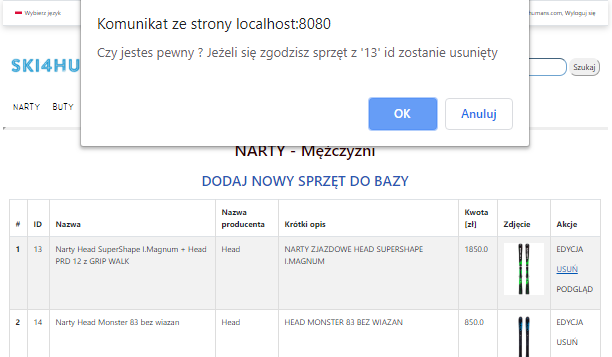 Wybierz język
humans.com, Wyloguj się
Komunikat ze strony localhost:8080
Czy jestes pewny ? Jeżeli się zgodzisz sprzęt z '13' id zostanie usunięty
OK
Anuluj
SKI4HU
Szukaj
NARTY BUTY
NARTY - Mężczyźni
DODAJ NOWY SPRZĘT DO BAZY
# ID Nazwa Nazwa producenta Krótki opis Kwota [zł] Zdjęcie Akcje
1 13 Narty Head SuperShape I.Magnum + Head PRD 12 z GRIP WALK Head NARTY ZJAZDOWE HEAD SUPERSHAPE I.MAGNUM 1850.0 EDYCJA
USUŃ
PODGLĄD
2 14 Narty Head Monster 83 bez wiazan Head HEAD MONSTER 83 BEZ WIAZAN 850.0 EDYCJA
USUŃ